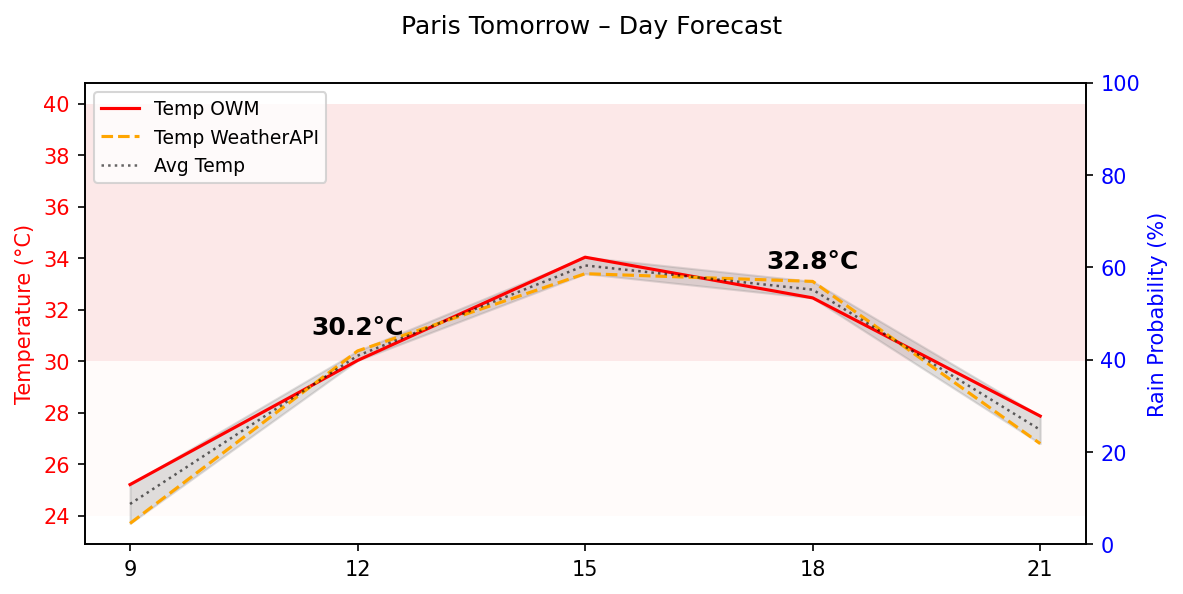 Paris Tomorrow – Day Forecast
Temp OWM
Temp WeatherAPI
Avg Temp
Temperature (°C)
40
38
36
34
32
30
28
26
24
30.2°C
32.8°C
100
80
60
40
20
0
Rain Probability (%)
9
12
15
18
21